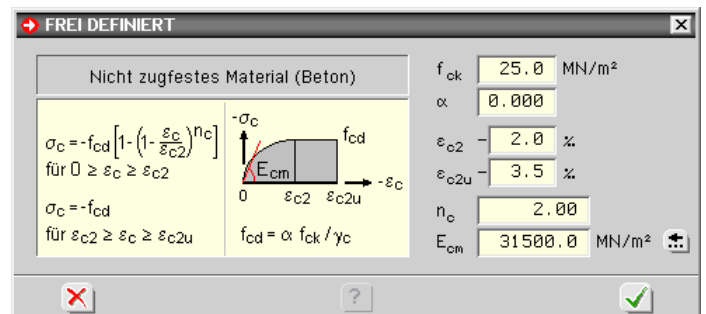 FREI DEFINIERT
Nicht zugfestes Material (Beton)
σc = -fcd [1-(1- εc/εc2)^nc]
für 0 ≥ εc ≥ εc2
σc = -fcd
für εc2 ≥ εc ≥ εc2u
-σc
fcd
Ecm
-εc
0 εc2 εc2u
fcd = α fck / γc
fck 25.0 MN/m²
α 0.000
εc2 - 2.0 ‰
εc2u - 3.5 ‰
nc 2.00
Ecm 31500.0 MN/m²
?